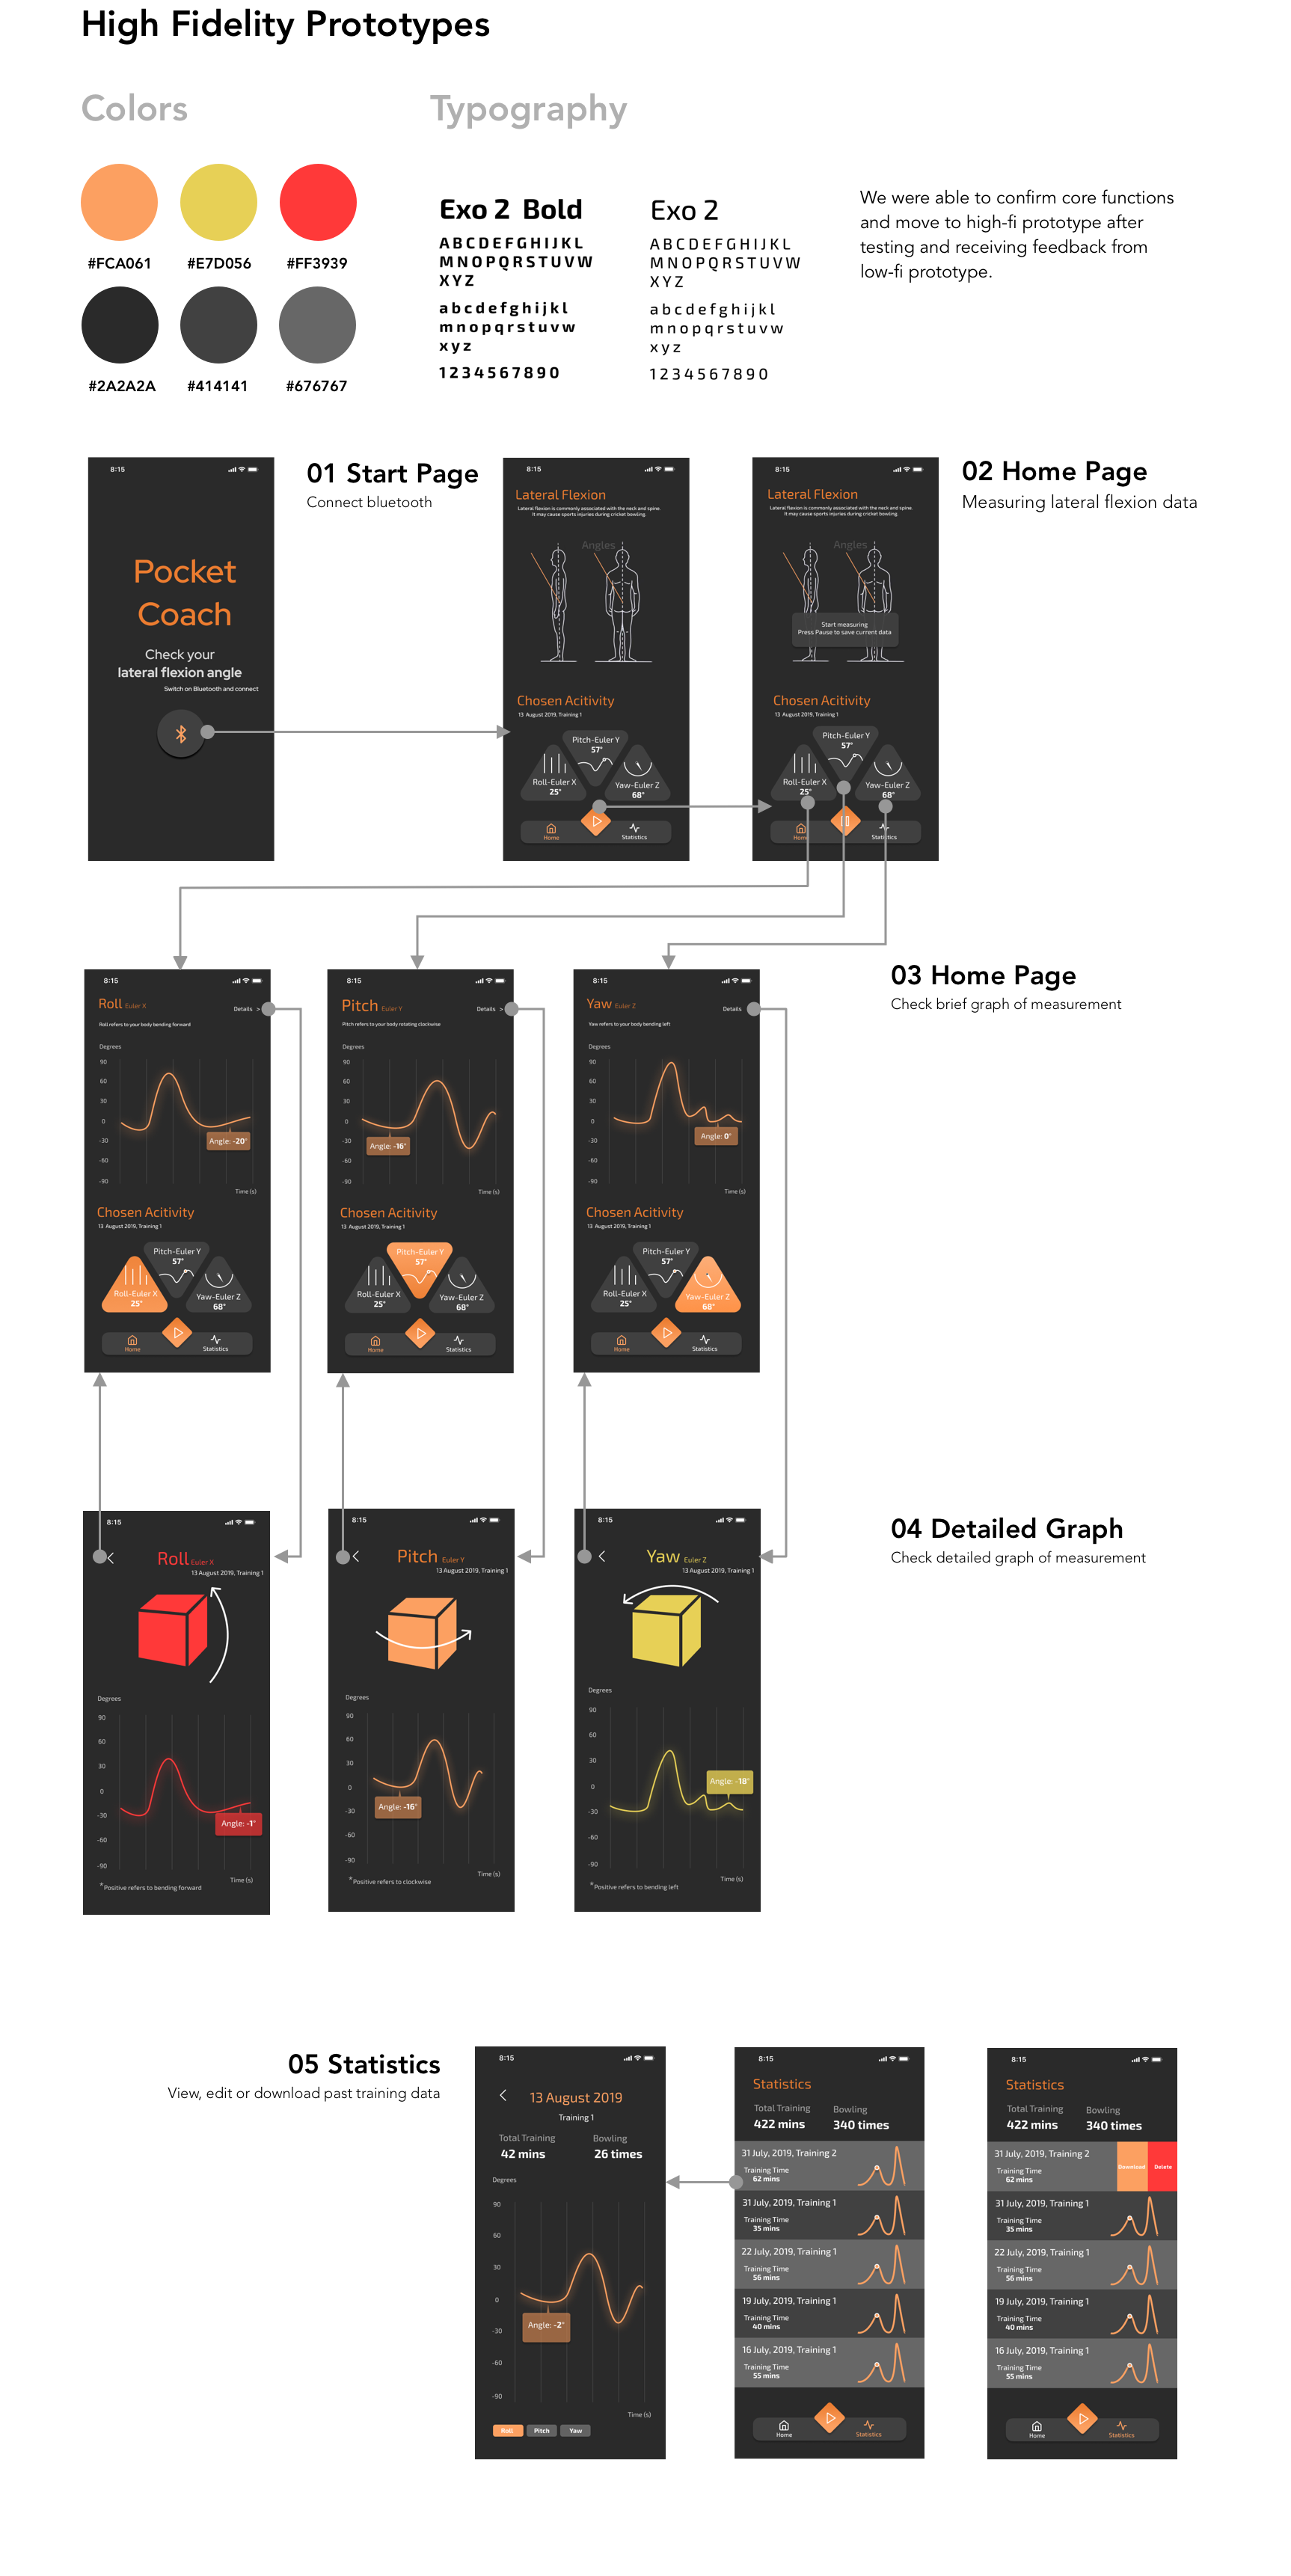 High Fidelity Prototypes
Colors
Typography
#FCA061
#E7D056
#FF3939
#2A2A2A
#414141
#676767
Exo 2 Bold
ABCDEFGHIJKL
MNOPQRSTUVW
XYZ
abcdefghijkl
mnopqrstuvw
xyz
1234567890
Exo 2
ABCDEFGHIJKL
MNOPQRSTUVW
XYZ
abcdefghijkl
mnopqrstuvw
xyz
1234567890
We were able to confirm core functions
and move to high-fi prototype after
testing and receiving feedback from
low-fi prototype.
8:15
Pocket
Coach
Check your
lateral flexion angle
Switch on Bluetooth and connect
01 Start Page
Connect bluetooth
8:15
Lateral Flexion
Lateral flexion is commonly associated with the neck and spine.
It may cause sports injuries during cricket bowling.
Angles
Chosen Acitivity
13 August 2019, Training 1
Pitch-Euler Y
57°
Roll-Euler X
25°
Yaw-Euler Z
68°
Home
Statistics
8:15
Lateral Flexion
Lateral flexion is commonly associated with the neck and spine.
It may cause sports injuries during cricket bowling.
Angles
Start measuring
Press Pause to save current data
Chosen Acitivity
13 August 2019, Training 1
Pitch-Euler Y
57°
Roll-Euler X
25°
Yaw-Euler Z
68°
Home
Statistics
02 Home Page
Measuring lateral flexion data
8:15
Roll Euler X
Details >
Roll refers to your body bending forward
Degrees
90
60
30
0
-30
-60
-90
Angle: -20°
Time (s)
Chosen Acitivity
13 August 2019, Training 1
Pitch-Euler Y
57°
Roll-Euler X
25°
Yaw-Euler Z
68°
Home
Statistics
8:15
Pitch Euler Y
Details >
Pitch refers to your body rotating clockwise
Degrees
90
60
30
0
-30
-60
-90
Angle: -16°
Time (s)
Chosen Acitivity
13 August 2019, Training 1
Pitch-Euler Y
57°
Roll-Euler X
25°
Yaw-Euler Z
68°
Home
Statistics
8:15
Yaw Euler Z
Details
Yaw refers to your body bending left
Degrees
90
60
30
0
-30
-60
-90
Angle: 0°
Time (s)
Chosen Acitivity
13 August 2019, Training 1
Pitch-Euler Y
57°
Roll-Euler X
25°
Yaw-Euler Z
68°
Home
Statistics
03 Home Page
Check brief graph of measurement
8:15
Roll Euler X
13 August 2019, Training 1
Degrees
90
60
30
0
-30
-60
-90
Angle: -1°
Time (s)
*Positive refers to bending forward
8:15
Pitch Euler Y
13 August 2019, Training 1
Degrees
90
60
30
0
-30
-60
-90
Angle: -16°
Time (s)
*Positive refers to clockwise
8:15
Yaw Euler Z
13 August 2019, Training 1
Degrees
90
60
30
0
-30
-60
-90
Angle: -18°
Time (s)
*Positive refers to bending left
04 Detailed Graph
Check detailed graph of measurement
05 Statistics
View, edit or download past training data
8:15
13 August 2019
Training 1
Total Training
42 mins
Bowling
26 times
Degrees
90
60
30
0
-30
-60
-90
Angle: -2°
Time (s)
Roll
Pitch
Yaw
8:15
Statistics
Total Training
422 mins
Bowling
340 times
31 July, 2019, Training 2
Training Time
62 mins
31 July, 2019, Training 1
Training Time
35 mins
22 July, 2019, Training 1
Training Time
56 mins
19 July, 2019, Training 1
Training Time
40 mins
16 July, 2019, Training 1
Training Time
55 mins
Home
Statistics
8:15
Statistics
Total Training
422 mins
Bowling
340 times
31 July, 2019, Training 2
Training Time
62 mins
Download
Delete
31 July, 2019, Training 1
Training Time
35 mins
22 July, 2019, Training 1
Training Time
56 mins
19 July, 2019, Training 1
Training Time
40 mins
16 July, 2019, Training 1
Training Time
55 mins
Home
Statistics